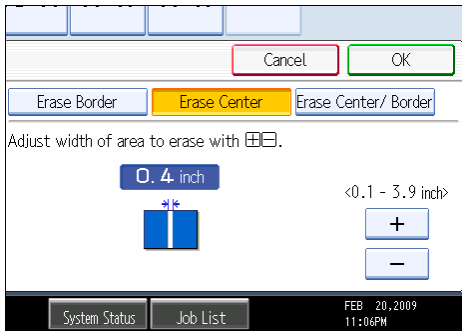 Cancel OK
Erase Border Erase Center Erase Center/ Border
Adjust width of area to erase with ⊞⊟.
0.4 inch
<0.1 - 3.9 inch>
+
−
System Status Job List FEB 20,2009
11:06PM